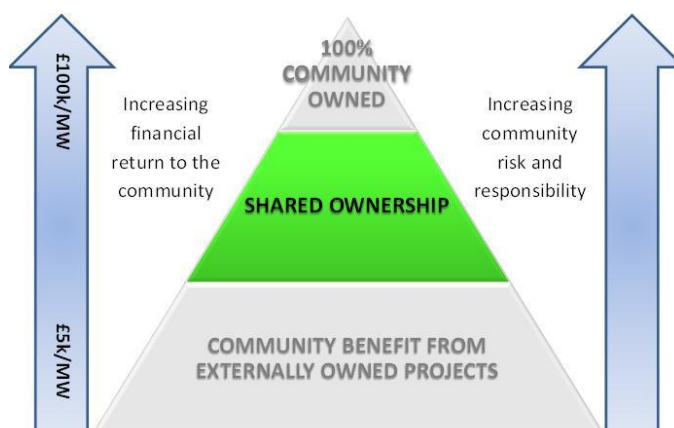 £100k/MW
£5k/MW
Increasing
financial
return to the
community
100%
COMMUNITY
OWNED
SHARED OWNERSHIP
COMMUNITY BENEFIT FROM
EXTERNALLY OWNED PROJECTS
Increasing
community
risk and
responsibility